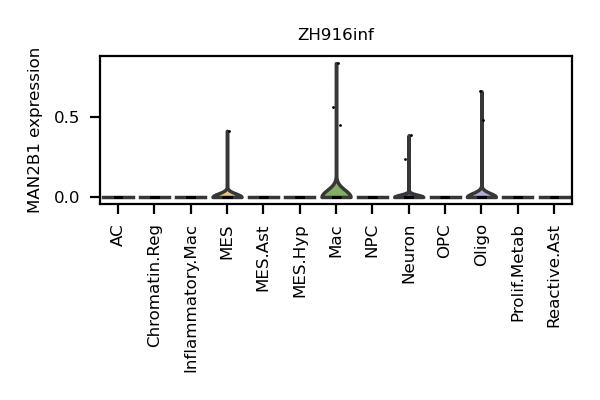 ZH916inf
MAN2B1 expression
0.5
0.0
AC
Chromatin.Reg
Inflammatory.Mac
MES
MES.Ast
MES.Hyp
Mac
NPC
Neuron
OPC
Oligo
Prolif.Metab
Reactive.Ast